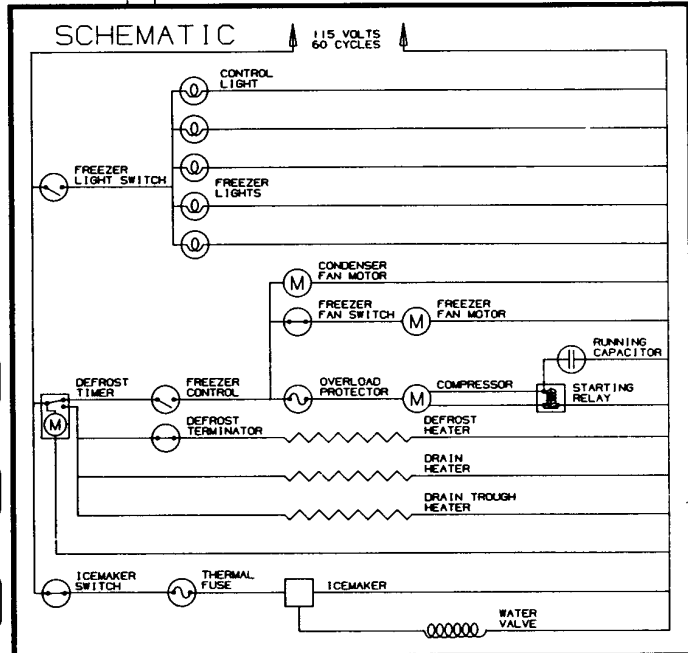 SCHEMATIC
115 VOLTS
60 CYCLES
CONTROL
LIGHT
FREEZER
LIGHT SWITCH
FREEZER
LIGHTS
CONDENSER
FAN MOTOR
M
FREEZER
FAN SWITCH
FREEZER
FAN MOTOR
M
RUNNING
CAPACITOR
DEFROST
TIMER
FREEZER
CONTROL
OVERLOAD
PROTECTOR
M
COMPRESSOR
STARTING
RELAY
M
DEFROST
TERMINATOR
DEFROST
HEATER
DRAIN
HEATER
DRAIN TROUGH
HEATER
ICEMAKER
SWITCH
THERMAL
FUSE
ICEMAKER
WATER
VALVE